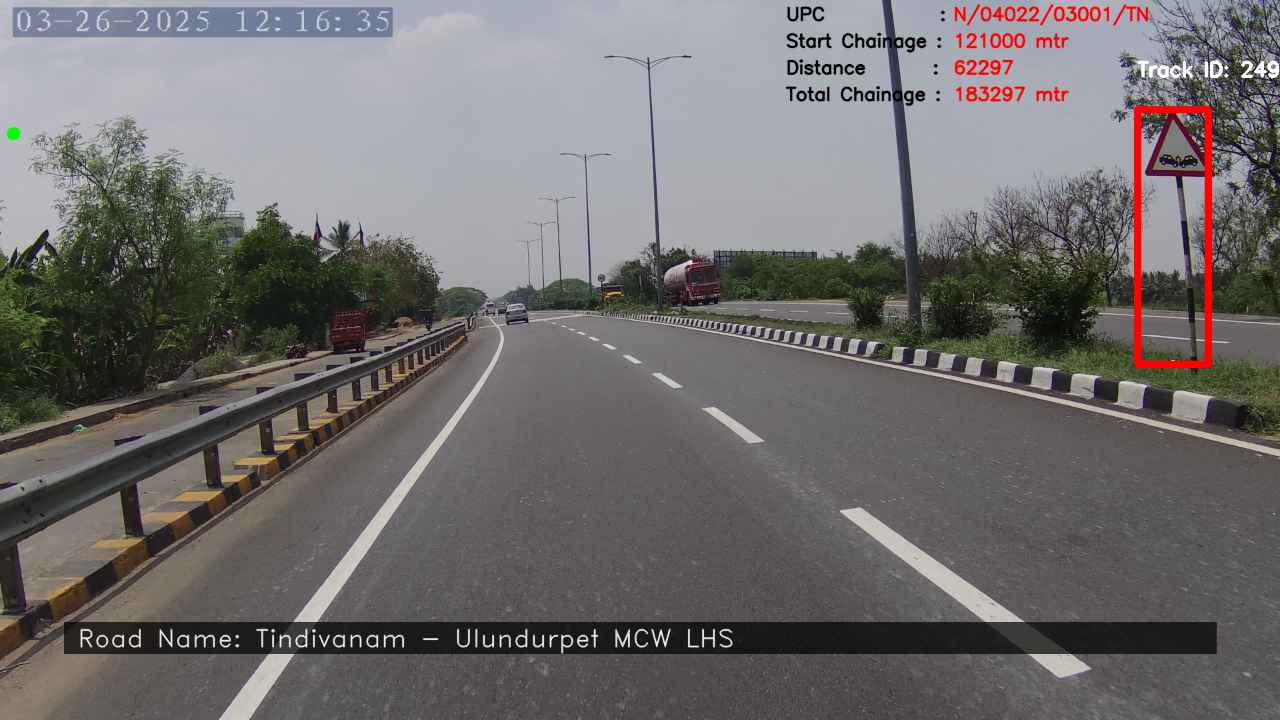 03-26-2025 12:16:35
UPC : N/04022/03001/TN
Start Chainage : 121000 mtr
Distance : 62297
Total Chainage : 183297 mtr
Track ID: 249
Road Name: Tindivanam - Ulundurpet MCW LHS